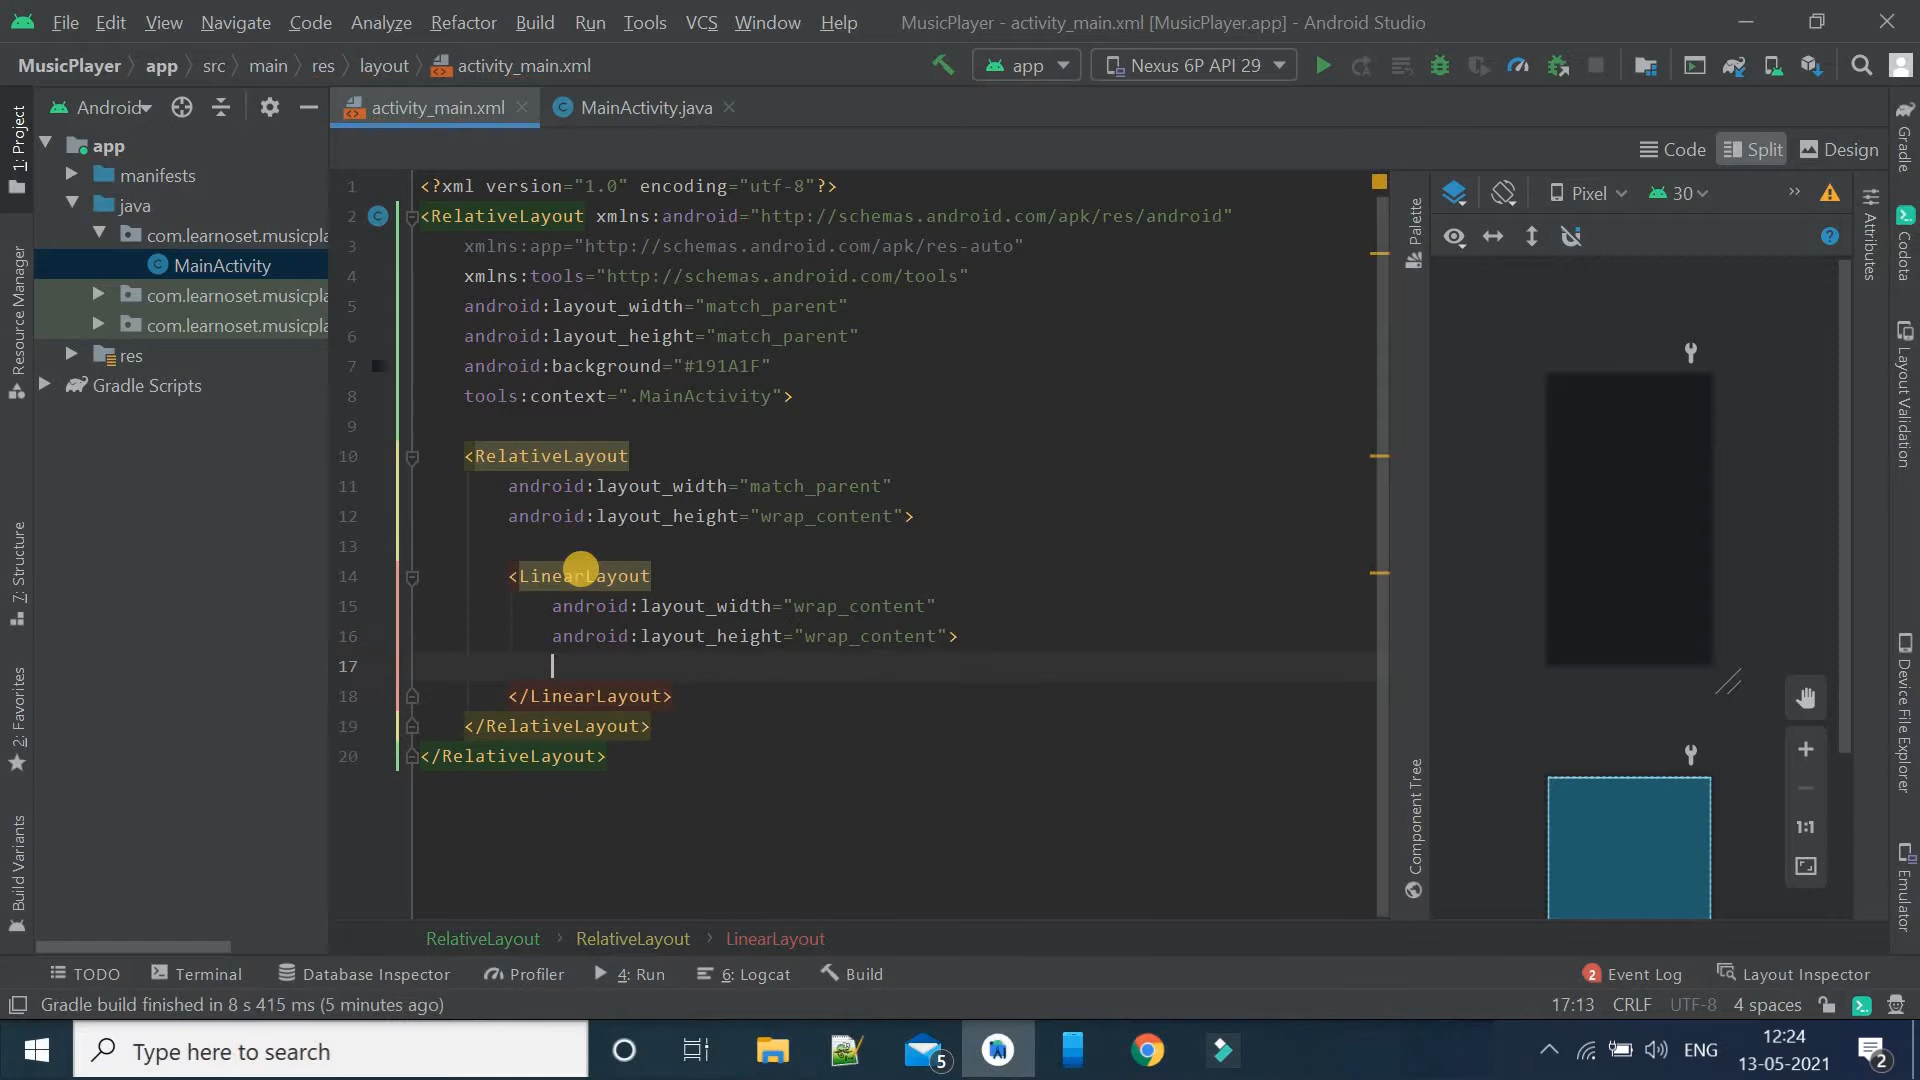 File Edit View Navigate Code Analyze Refactor Build Run Tools VCS Window Help MusicPlayer - activity_main.xml [MusicPlayer.app] - Android Studio
MusicPlayer app src main res layout activity_main.xml app Nexus 6P API 29
Android activity_main.xml MainActivity.java
Code Split Design
app
manifests
java
com.learnoset.musicpla
MainActivity
com.learnoset.musicpla
com.learnoset.musicpla
res
Gradle Scripts
1: Project
Resource Manager
7: Structure
2: Favorites
Build Variants
1 <?xml version="1.0" encoding="utf-8"?>
2 <RelativeLayout xmlns:android="http://schemas.android.com/apk/res/android"
3 xmlns:app="http://schemas.android.com/apk/res-auto"
4 xmlns:tools="http://schemas.android.com/tools"
5 android:layout_width="match_parent"
6 android:layout_height="match_parent"
7 android:background="#191A1F"
8 tools:context=".MainActivity">
9
10 <RelativeLayout
11 android:layout_width="match_parent"
12 android:layout_height="wrap_content">
13
14 <LinearLayout
15 android:layout_width="wrap_content"
16 android:layout_height="wrap_content">
17
18 </LinearLayout>
19 </RelativeLayout>
20 </RelativeLayout>
Palette
Component Tree
Pixel 30
1:1
Attributes
Gradle
Codota
Layout Validation
Device File Explorer
Emulator
RelativeLayout RelativeLayout LinearLayout
TODO Terminal Database Inspector Profiler 4: Run 6: Logcat Build 2 Event Log Layout Inspector
Gradle build finished in 8 s 415 ms (5 minutes ago) 17:13 CRLF UTF-8 4 spaces
Type here to search 5 ENG 12:24
13-05-2021 2